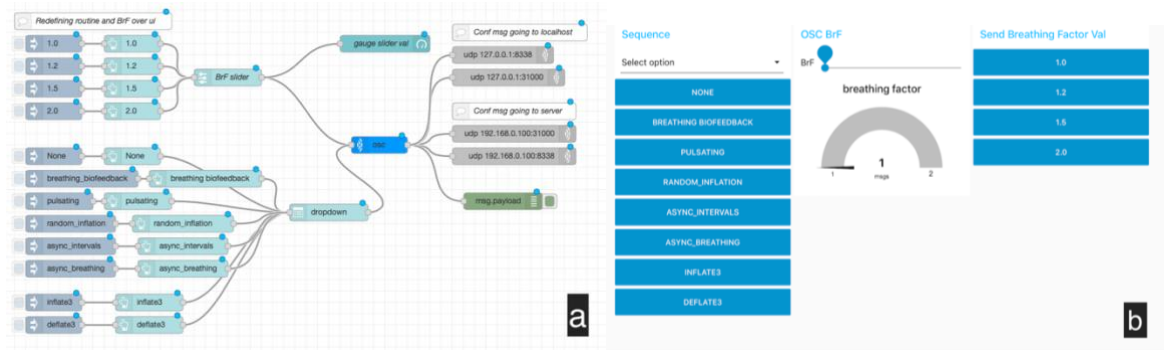 Redefining routine and BrF over ui
1.0
1.0
1.2
1.2
1.5
1.5
2.0
2.0
BrF slider
gauge slider val
Conf msg going to localhost
udp 127.0.0.1:8338
udp 127.0.0.1:31000
Conf msg going to server
udp 192.168.0.100:31000
udp 192.168.0.100:8338
osc
msg.payload
None
None
breathing_biofeedback
breathing biofeedback
pulsating
pulsating
random_inflation
random_inflation
async_intervals
async_intervals
async_breathing
async_breathing
inflate3
inflate3
deflate3
deflate3
dropdown
a
Sequence
Select option
NONE
BREATHING BIOFEEDBACK
PULSATING
RANDOM_INFLATION
ASYNC_INTERVALS
ASYNC_BREATHING
INFLATE3
DEFLATE3
OSC BrF
BrF
breathing factor
1
1
msgs
2
Send Breathing Factor Val
1.0
1.2
1.5
2.0
b